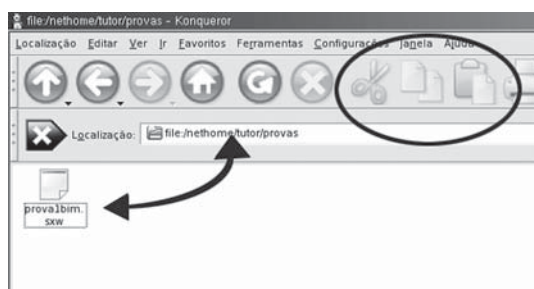 file:/nethome/tutor/provas - Konqueror
Localização Editar Ver Ir Favoritos Ferramentas Configurações Janela Ajuda
Localização: file:/nethome/tutor/provas
prova1bim.
sxw